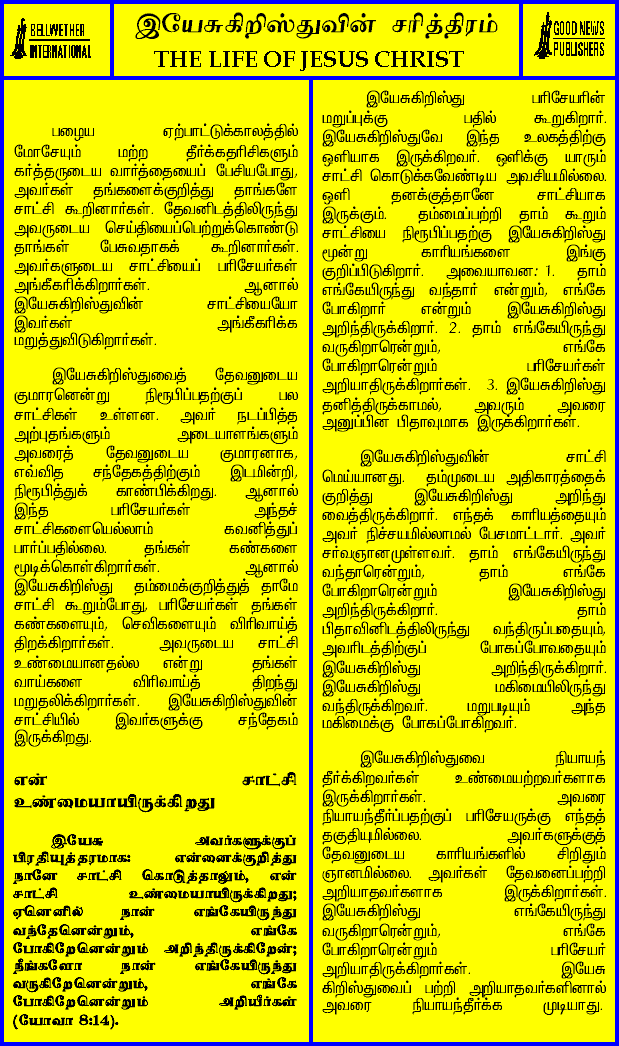 BELLWETHER
INTERNATIONAL
இயேசுகிறிஸ்துவின் சரித்திரம்
THE LIFE OF JESUS CHRIST
GOOD NEWS
PUBLISHERS
பழைய ஏற்பாட்டுக்காலத்தில்
மோசேயும் மற்ற தீர்க்கதரிசிகளும்
கர்த்தருடைய வார்த்தையைப் பேசியபோது,
அவர்கள் தங்களைக்குறித்து தாங்களே
சாட்சி கூறினார்கள். தேவனிடத்திலிருந்து
அவருடைய செய்தியைப்பெற்றுக்கொண்டு
தாங்கள் பேசுவதாகக் கூறினார்கள்.
அவர்களுடைய சாட்சியைப் பரிசேயர்கள்
அங்கீகரிக்கிறார்கள். ஆனால்
இயேசுகிறிஸ்துவின் சாட்சியையோ
இவர்கள் அங்கீகரிக்க
மறுத்துவிடுகிறார்கள்.
இயேசுகிறிஸ்துவைத் தேவனுடைய
குமாரனென்று நிரூபிப்பதற்குப் பல
சாட்சிகள் உள்ளன. அவர் நடப்பித்த
அற்புதங்களும் அடையாளங்களும்
அவரைத் தேவனுடைய குமாரனாக,
எவ்வித சந்தேகத்திற்கும் இடமின்றி,
நிரூபித்துக் காண்பிக்கிறது. ஆனால்
இந்த பரிசேயர்கள் அந்தச்
சாட்சிகளையெல்லாம் கவனித்துப்
பார்ப்பதில்லை. தங்கள் கண்களை
மூடிக்கொள்கிறார்கள். ஆனால்
இயேசுகிறிஸ்து தம்மைக்குறித்துத் தாமே
சாட்சி கூறும்போது, பரிசேயர்கள் தங்கள்
கண்களையும், செவிகளையும் விரிவாய்த்
திறக்கிறார்கள். அவருடைய சாட்சி
உண்மையானதல்ல என்று தங்கள்
வாய்களை விரிவாய்த் திறந்து
மறுதலிக்கிறார்கள். இயேசுகிறிஸ்துவின்
சாட்சியில் இவர்களுக்கு சந்தேகம்
இருக்கிறது.
என் சாட்சி
உண்மையாயிருக்கிறது
இயேசு அவர்களுக்குப்
பிரதியுத்தரமாக: என்னைக்குறித்து
நானே சாட்சி கொடுத்தாலும், என்
சாட்சி உண்மையாயிருக்கிறது;
ஏனெனில் நான் எங்கேயிருந்து
வந்தேனென்றும், எங்கே
போகிறேனென்றும் அறிந்திருக்கிறேன்;
நீங்களோ நான் எங்கேயிருந்து
வருகிறேனென்றும், எங்கே
போகிறேனென்றும் அறியீர்கள்
(யோவா 8:14).
இயேசுகிறிஸ்து பரிசேயரின்
மறுப்புக்கு பதில் கூறுகிறார்.
இயேசுகிறிஸ்துவே இந்த உலகத்திற்கு
ஒளியாக இருக்கிறவர். ஒளிக்கு யாரும்
சாட்சி கொடுக்கவேண்டிய அவசியமில்லை.
ஒளி தனக்குத்தானே சாட்சியாக
இருக்கும். தம்மைப்பற்றி தாம் கூறும்
சாட்சியை நிரூபிப்பதற்கு இயேசுகிறிஸ்து
மூன்று காரியங்களை இங்கு
குறிப்பிடுகிறார். அவையாவன: 1. தாம்
எங்கேயிருந்து வந்தார் என்றும், எங்கே
போகிறார் என்றும் இயேசுகிறிஸ்து
அறிந்திருக்கிறார். 2. தாம் எங்கேயிருந்து
வருகிறாரென்றும், எங்கே
போகிறாரென்றும் பரிசேயர்கள்
அறியாதிருக்கிறார்கள். 3. இயேசுகிறிஸ்து
தனித்திருக்காமல், அவரும் அவரை
அனுப்பின பிதாவுமாக இருக்கிறார்கள்.
இயேசுகிறிஸ்துவின் சாட்சி
மெய்யானது. தம்முடைய அதிகாரத்தைக்
குறித்து இயேசுகிறிஸ்து அறிந்து
வைத்திருக்கிறார். எந்தக் காரியத்தையும்
அவர் நிச்சயமில்லாமல் பேசமாட்டார். அவர்
சர்வஞானமுள்ளவர். தாம் எங்கேயிருந்து
வந்தாரென்றும், தாம் எங்கே
போகிறாரென்றும் இயேசுகிறிஸ்து
அறிந்திருக்கிறார். தாம்
பிதாவினிடத்திலிருந்து வந்திருப்பதையும்,
அவரிடத்திற்குப் போகப்போவதையும்
இயேசுகிறிஸ்து அறிந்திருக்கிறார்.
இயேசுகிறிஸ்து மகிமையிலிருந்து
வந்திருக்கிறவர். மறுபடியும் அந்த
மகிமைக்கு போகப்போகிறவர்.
இயேசுகிறிஸ்துவை நியாயந்
தீர்க்கிறவர்கள் உண்மையற்றவர்களாக
இருக்கிறார்கள். அவரை
நியாயந்தீர்ப்பதற்குப் பரிசேயருக்கு எந்தத்
தகுதியுமில்லை. அவர்களுக்குத்
தேவனுடைய காரியங்களில் சிறிதும்
ஞானமில்லை. அவர்கள் தேவனைப்பற்றி
அறியாதவர்களாக இருக்கிறார்கள்.
இயேசுகிறிஸ்து எங்கேயிருந்து
வருகிறாரென்றும், எங்கே
போகிறாரென்றும் பரிசேயர்
அறியாதிருக்கிறார்கள். இயேசு
கிறிஸ்துவைப் பற்றி அறியாதவர்களினால்
அவரை நியாயந்தீர்க்க முடியாது.